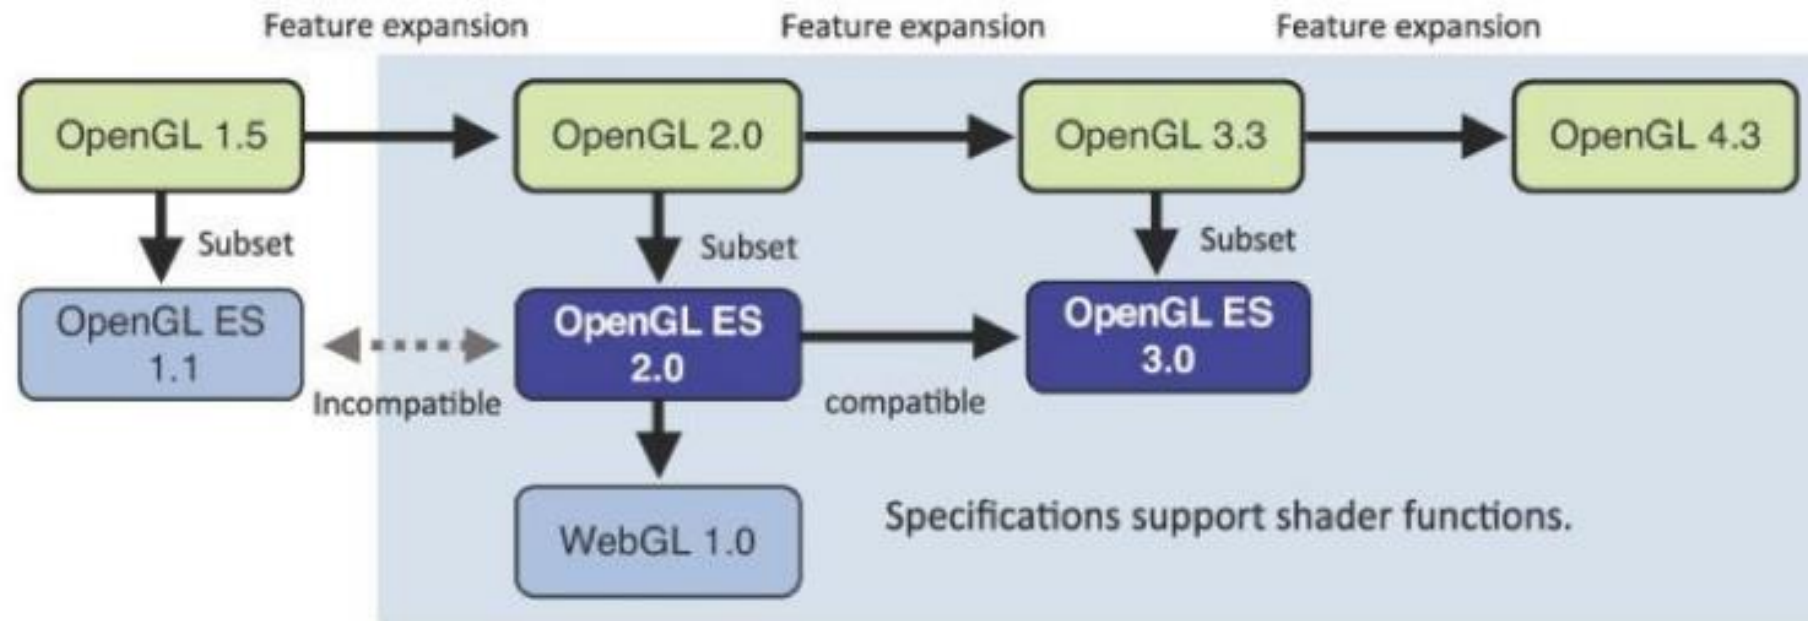 Feature expansion
Feature expansion
Feature expansion
OpenGL 1.5
OpenGL 2.0
OpenGL 3.3
OpenGL 4.3
Subset
Subset
Subset
OpenGL ES
1.1
OpenGL ES
2.0
OpenGL ES
3.0
Incompatible
compatible
WebGL 1.0
Specifications support shader functions.